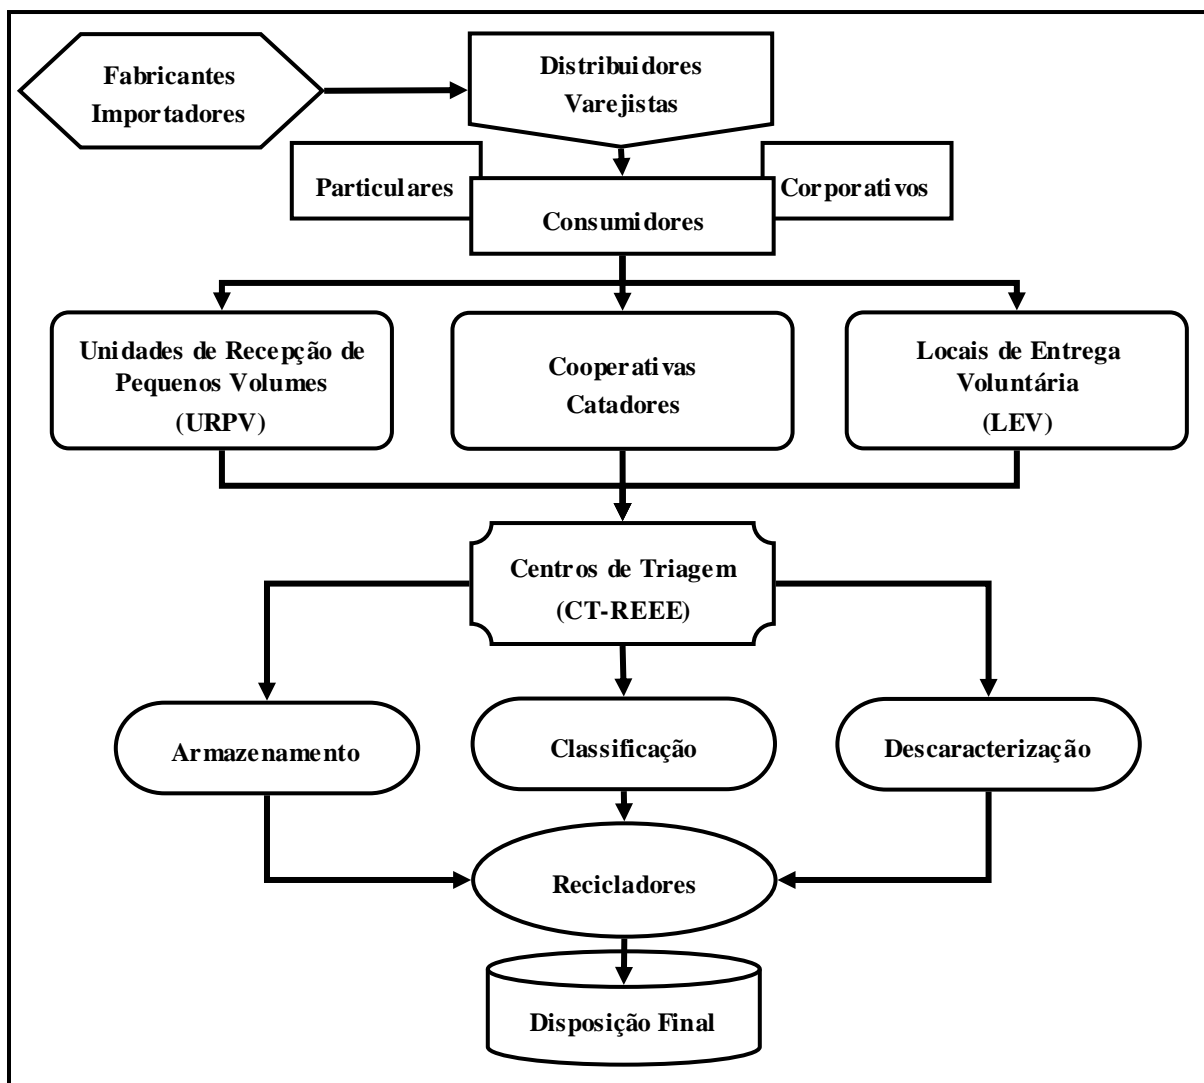 Fabricantes
Importadores
Distribuidores
Varejistas
Particulares
Corporativos
Consumidores
Unidades de Recepção de
Pequenos Volumes
(URPV)
Cooperativas
Catadores
Locais de Entrega
Voluntária
(LEV)
Centros de Triagem
(CT-REEE)
Armazenamento
Classificação
Descaracterização
Recicladores
Disposição Final